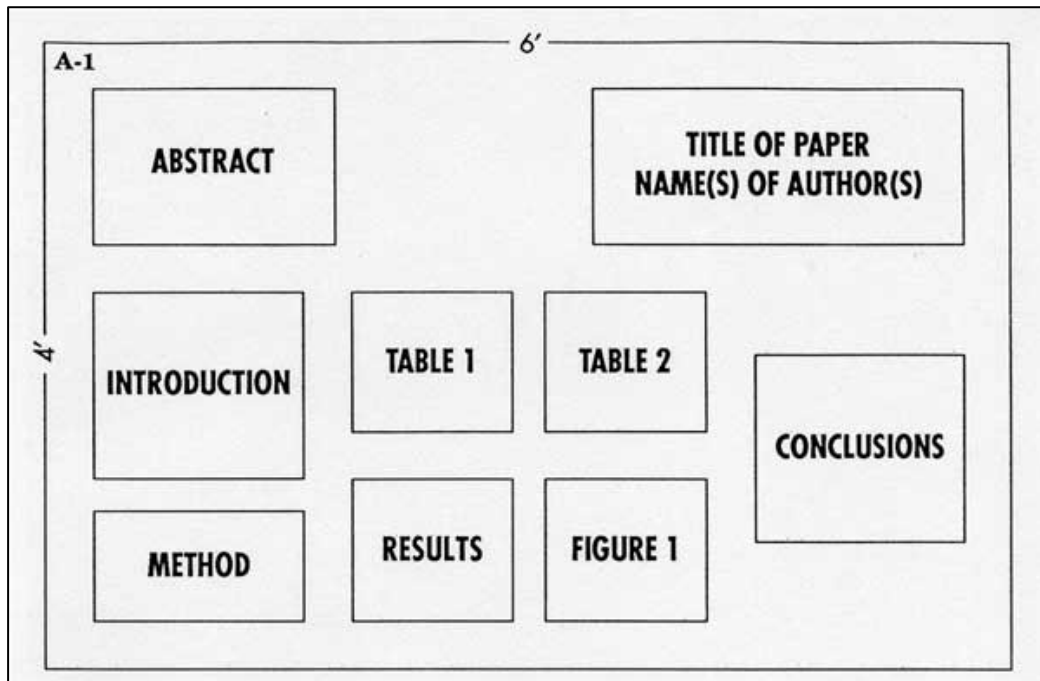 6'
A-1
ABSTRACT
TITLE OF PAPER
NAME(S) OF AUTHOR(S)
4'
INTRODUCTION
TABLE 1
TABLE 2
CONCLUSIONS
METHOD
RESULTS
FIGURE 1